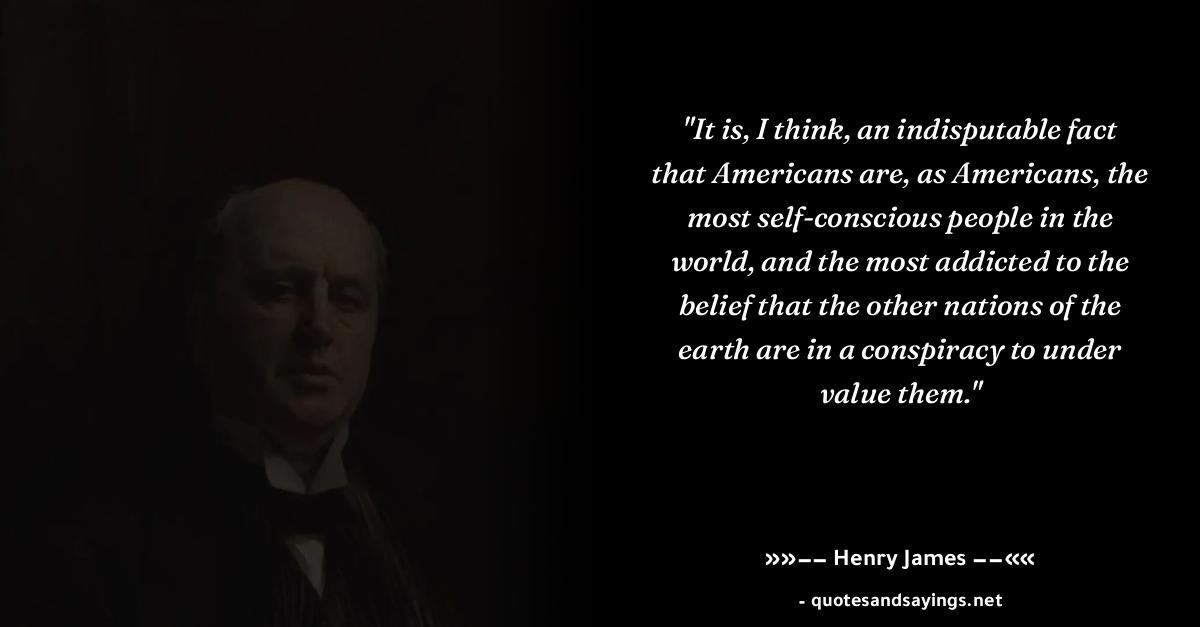 "It is, I think, an indisputable fact
that Americans are, as Americans, the
most self-conscious people in the
world, and the most addicted to the
belief that the other nations of the
earth are in a conspiracy to under
value them."
»»−− Henry James −−««
- quotesandsayings.net